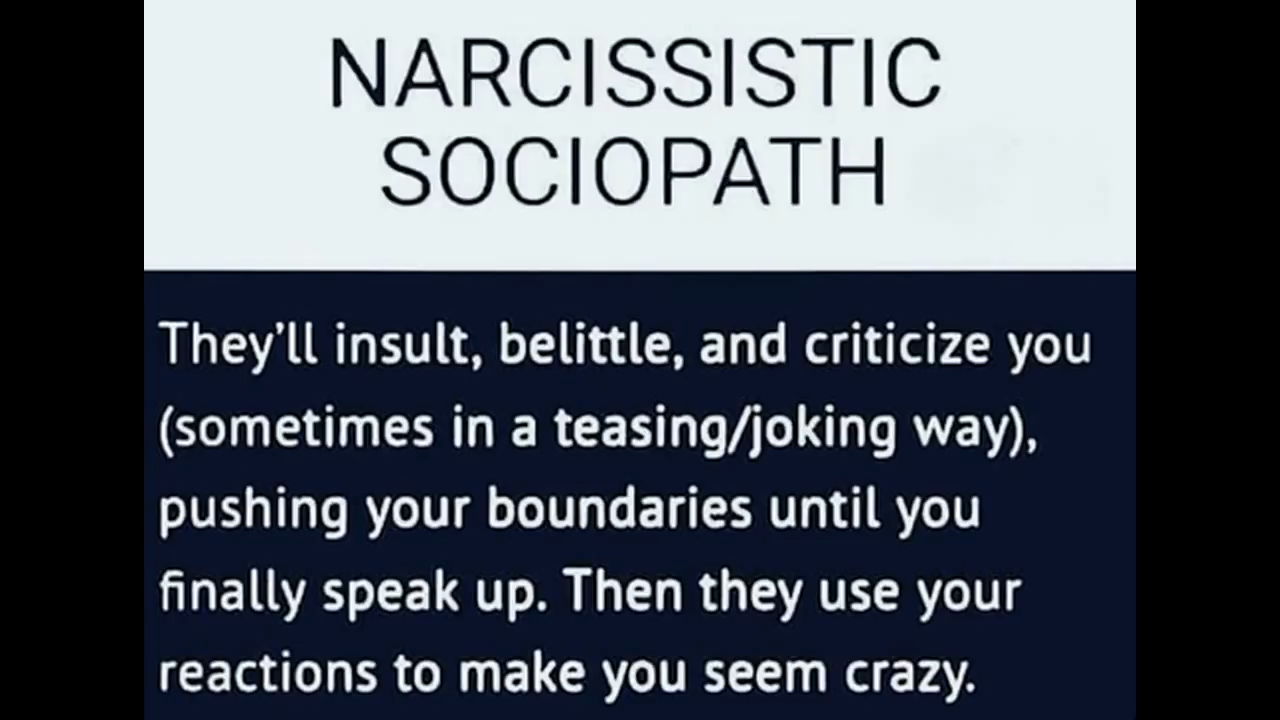 NARCISSISTIC
SOCIOPATH
They’ll insult, belittle, and criticize you
(sometimes in a teasing/joking way),
pushing your boundaries until you
finally speak up. Then they use your
reactions to make you seem crazy.